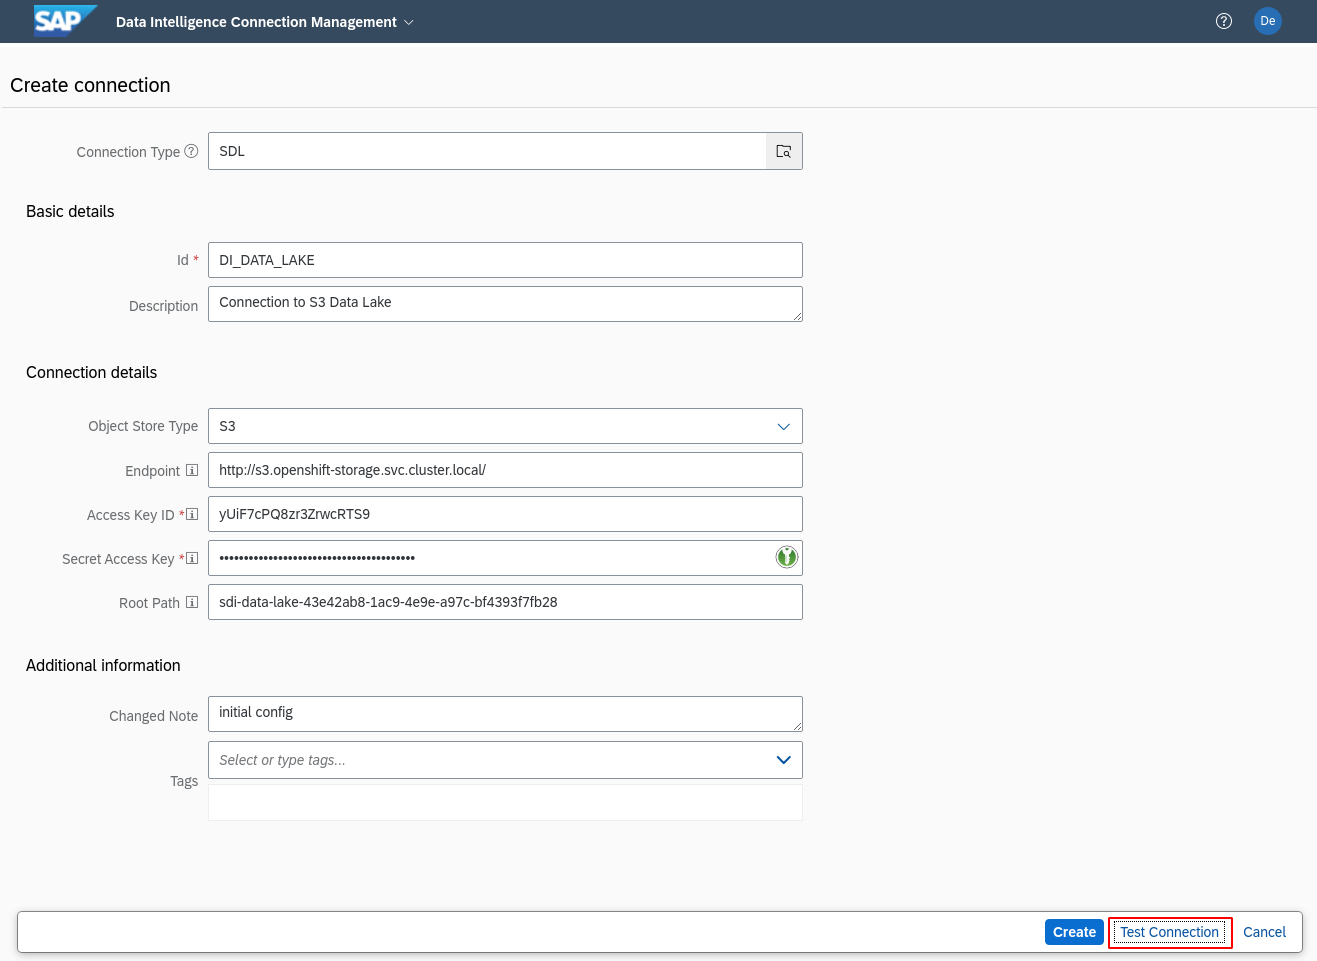 SAP Data Intelligence Connection Management De
Create connection
Connection Type SDL
Basic details
Id * DI_DATA_LAKE
Description Connection to S3 Data Lake
Connection details
Object Store Type S3
Endpoint http://s3.openshift-storage.svc.cluster.local/
Access Key ID * yUiF7cPQ8zr3ZrwcRTS9
Secret Access Key * ••••••••••••••••••••••••••••••••••••••••
Root Path sdi-data-lake-43e42ab8-1ac9-4e9e-a97c-bf4393f7fb28
Additional information
Changed Note initial config
Select or type tags...
Tags
Create Test Connection Cancel